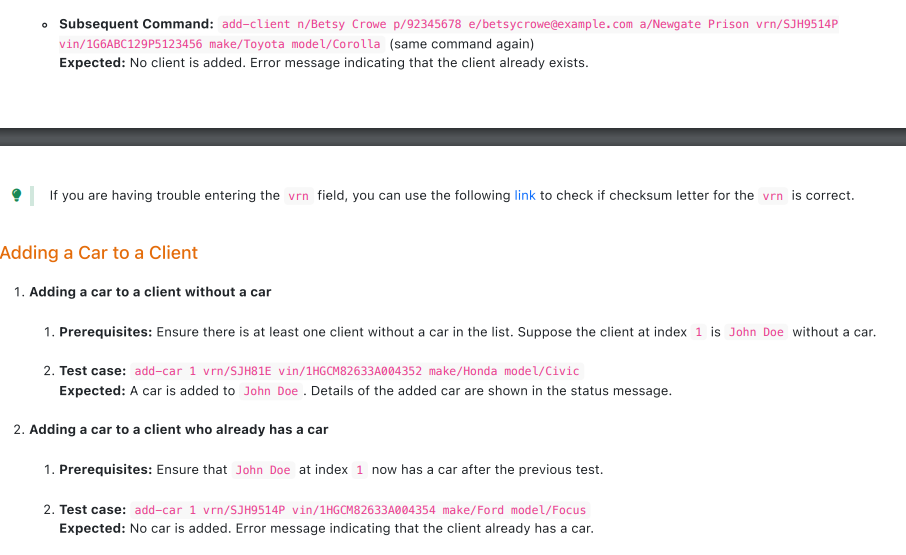 Subsequent Command: add-client n/Betsy Crowe p/92345678 e/betsycrowe@example.com a/Newgate Prison vrn/SJH9514P
vin/1G6ABC129P5123456 make/Toyota model/Corolla (same command again)
Expected: No client is added. Error message indicating that the client already exists.
If you are having trouble entering the vrn field, you can use the following link to check if checksum letter for the vrn is correct.
Adding a Car to a Client
1. Adding a car to a client without a car
1. Prerequisites: Ensure there is at least one client without a car in the list. Suppose the client at index 1 is John Doe without a car.
2. Test case: add-car 1 vrn/SJH81E vin/1HGCM82633A004352 make/Honda model/Civic
Expected: A car is added to John Doe . Details of the added car are shown in the status message.
2. Adding a car to a client who already has a car
1. Prerequisites: Ensure that John Doe at index 1 now has a car after the previous test.
2. Test case: add-car 1 vrn/SJH9514P vin/1HGCM82633A004354 make/Ford model/Focus
Expected: No car is added. Error message indicating that the client already has a car.